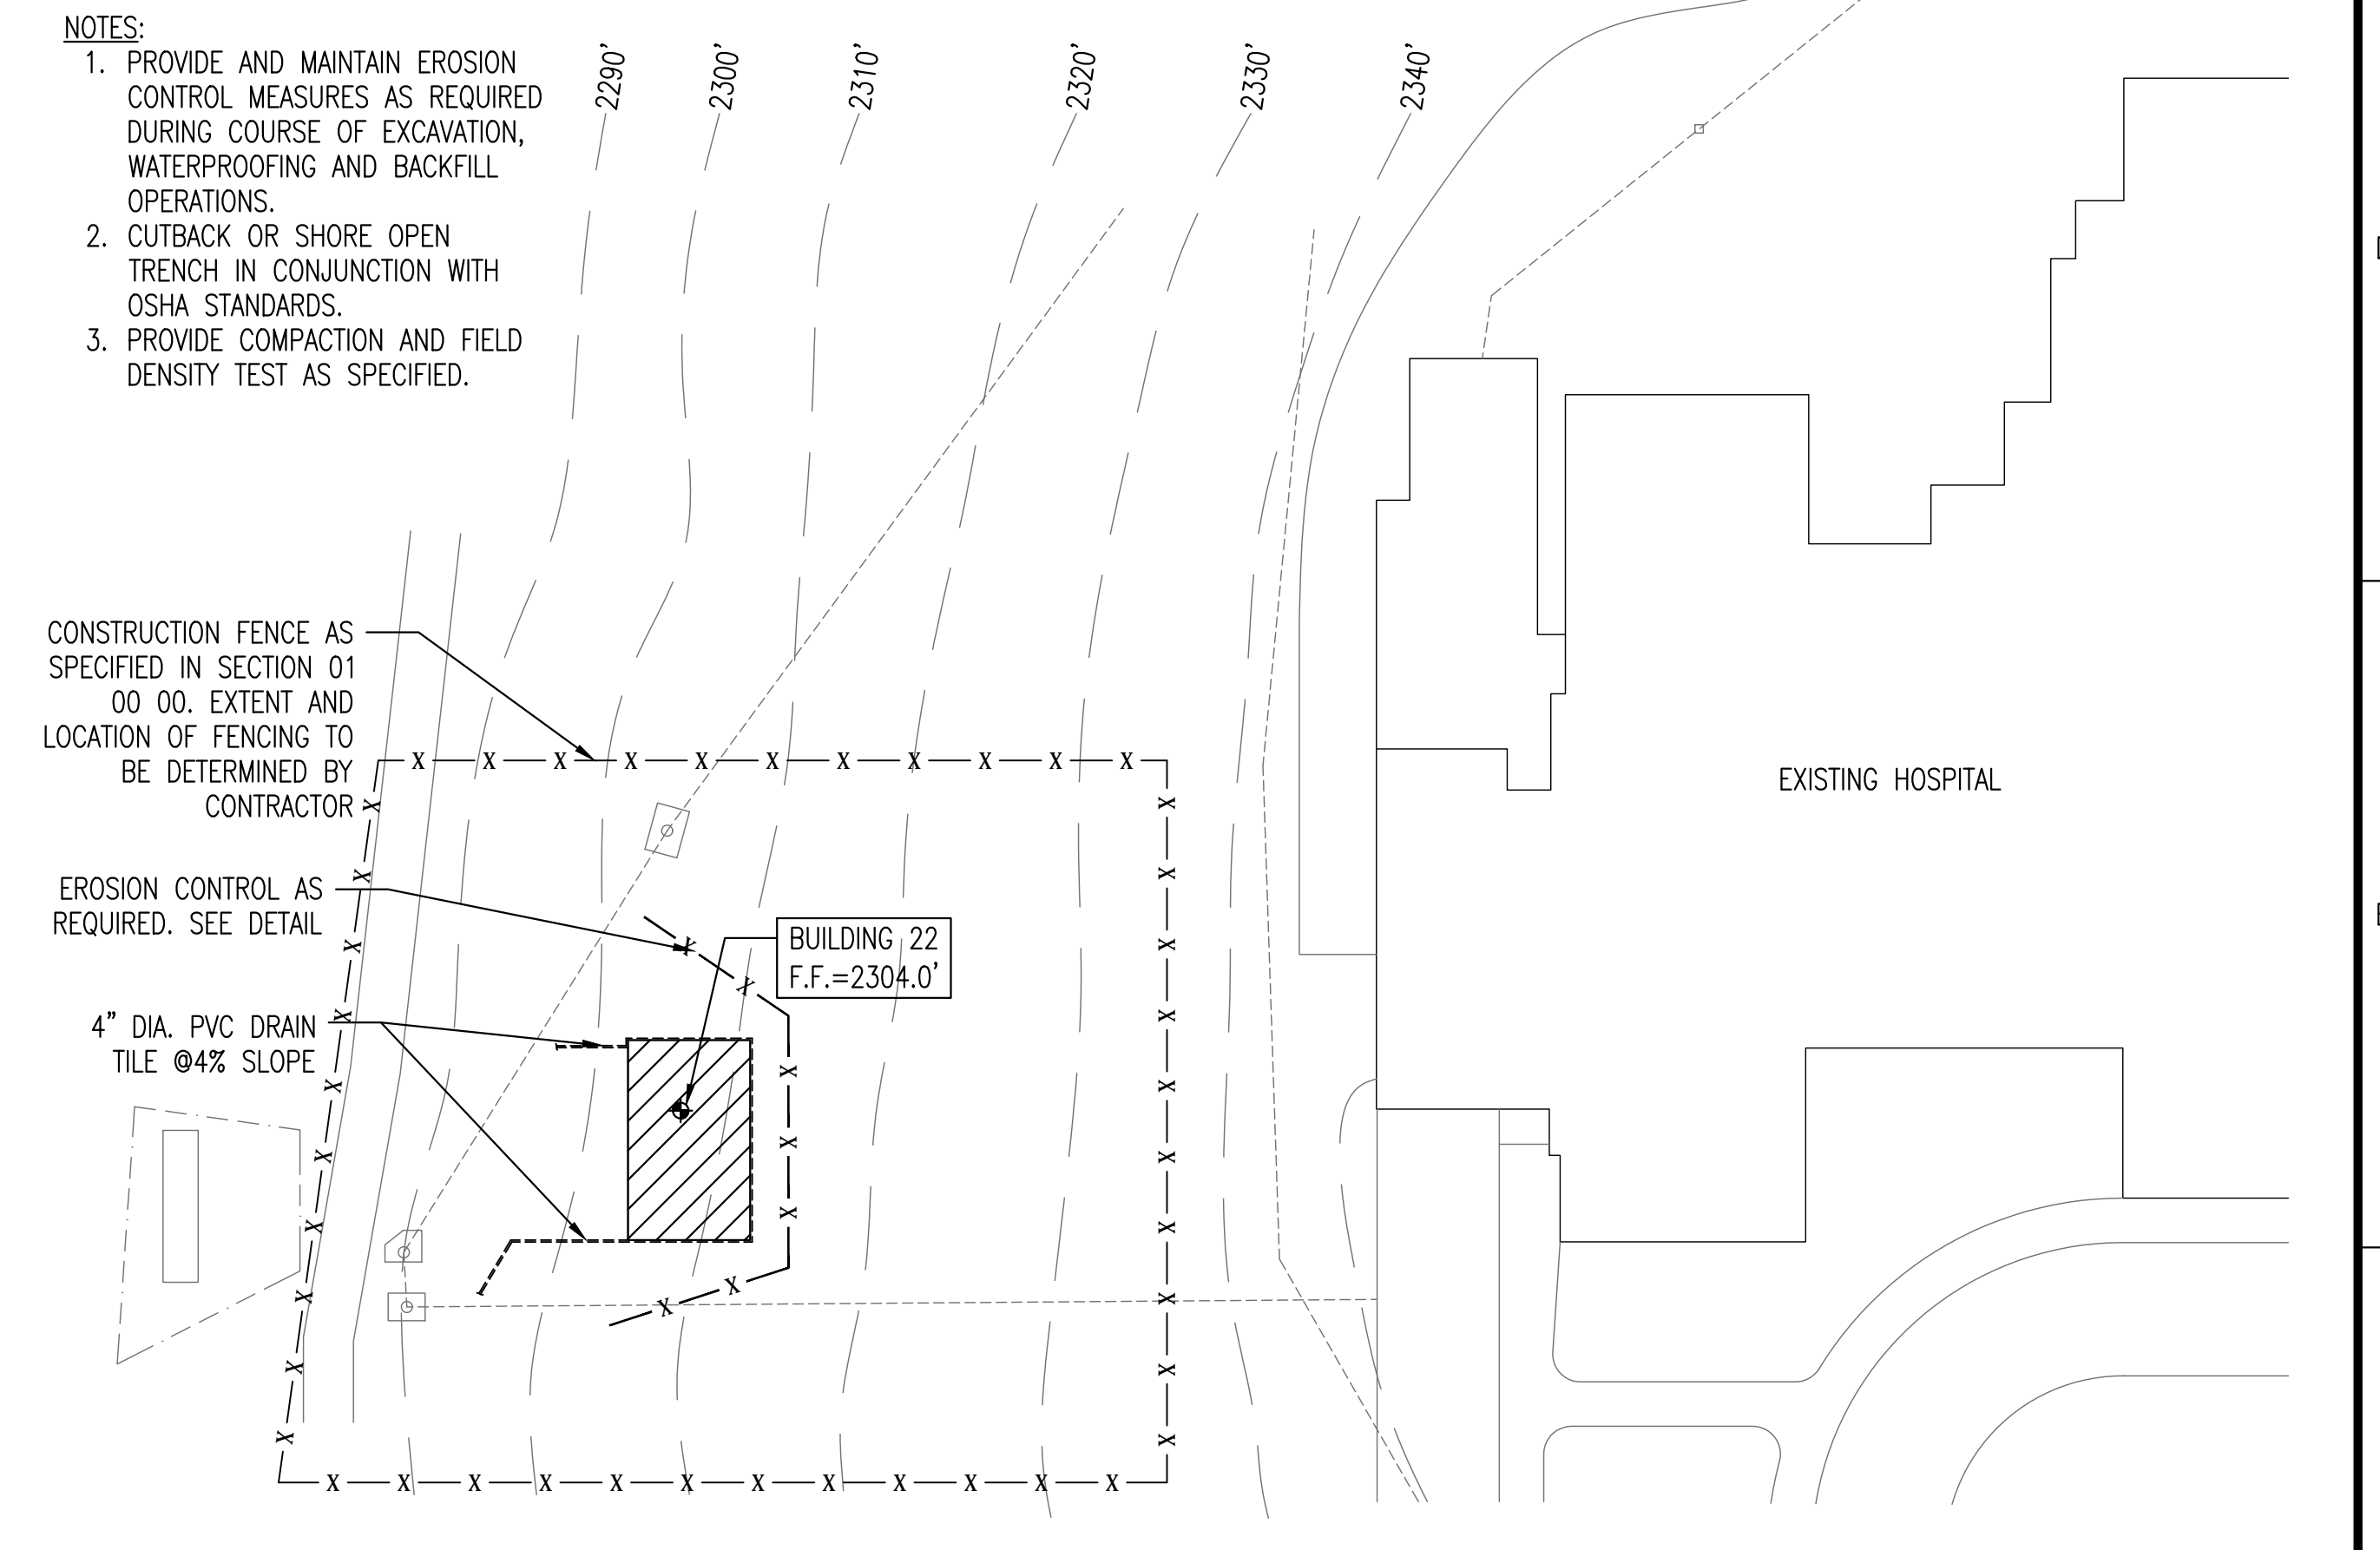 NOTES:
1. PROVIDE AND MAINTAIN EROSION
CONTROL MEASURES AS REQUIRED
DURING COURSE OF EXCAVATION,
WATERPROOFING AND BACKFILL
OPERATIONS.
2. CUTBACK OR SHORE OPEN
TRENCH IN CONJUNCTION WITH
OSHA STANDARDS.
3. PROVIDE COMPACTION AND FIELD
DENSITY TEST AS SPECIFIED.
2290'
2300'
2310'
2320'
2330'
2340'
CONSTRUCTION FENCE AS
SPECIFIED IN SECTION 01
00 00. EXTENT AND
LOCATION OF FENCING TO
BE DETERMINED BY
CONTRACTOR
EXISTING HOSPITAL
EROSION CONTROL AS
REQUIRED. SEE DETAIL
BUILDING 22
F.F.=2304.0'
4" DIA. PVC DRAIN
TILE @4% SLOPE